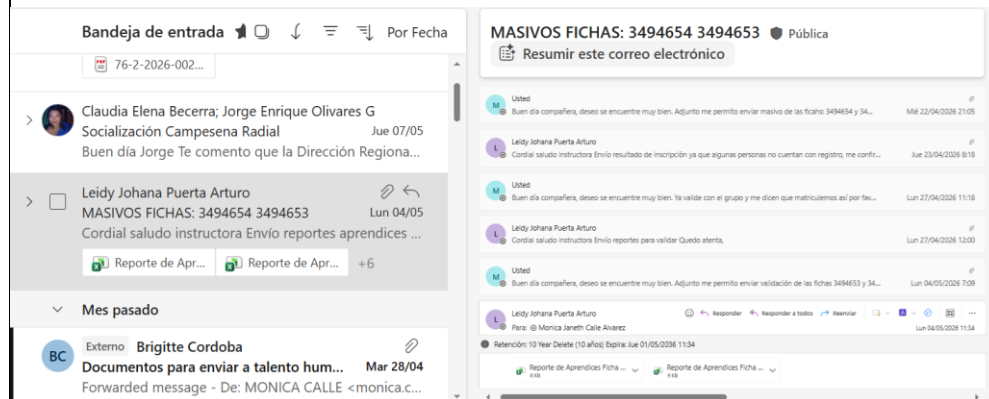 Bandeja de entrada
Por Fecha
76-2-2026-002...
Claudia Elena Becerra; Jorge Enrique Olivares G
Socialización Campesena Radial Jue 07/05
Buen día Jorge Te comento que la Dirección Regiona...
Leidy Johana Puerta Arturo
MASIVOS FICHAS: 3494654 3494653 Lun 04/05
Cordial saludo instructora Envío reportes aprendices ...
Reporte de Apr... Reporte de Apr... +6
Mes pasado
BC
Externo Brigitte Cordoba
Documentos para enviar a talento hum... Mar 28/04
Forwarded message - De: MONICA CALLE <monica.c...
MASIVOS FICHAS: 3494654 3494653 Pública
Resumir este correo electrónico
M
Usted
Buen día compañera, deseo se encuentre muy bien. Adjunto me permito enviar masivo de las ficahs: 3494654 y 34... Mié 22/04/2026 21:05
L
Leidy Johana Puerta Arturo
Cordial saludo instructora Envío resultado de inscripción ya que algunas personas no cuentan con registro, me confir... Jue 23/04/2026 8:18
M
Usted
Buen día compañera, deseo se encuentre muy bien. Ya valide con el grupo y me dicen que matriculemos así por fav... Lun 27/04/2026 11:18
L
Leidy Johana Puerta Arturo
Cordial saludo instructora Envío reportes para validar Quedo atenta, Lun 27/04/2026 12:00
M
Usted
Buen día compañera, deseo se encuentre muy bien. Adjunto me permito enviar validación de las fichas 3494653 y 34... Lun 04/05/2026 7:09
L
Leidy Johana Puerta Arturo Responder Responder a todos Reenviar
Para: Monica Janeth Calle Alvarez Lun 04/05/2026 11:34
Retención: 10 Year Delete (10 años) Expira: Jue 01/05/2036 11:34
Reporte de Aprendices Ficha ... Reporte de Aprendices Ficha ...
8 KB 9 KB